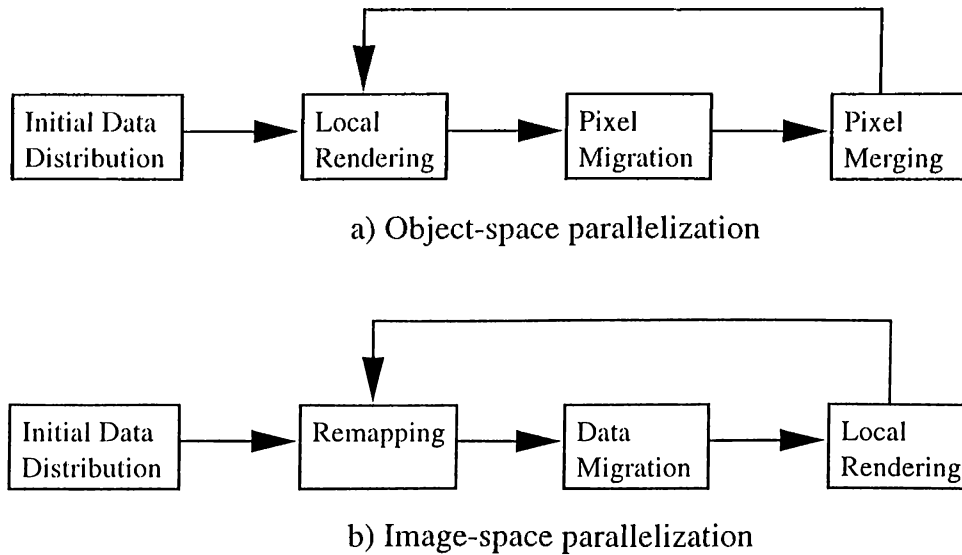 Initial Data
Distribution
Local
Rendering
Pixel
Migration
Pixel
Merging
a) Object-space parallelization
Initial Data
Distribution
Remapping
Data
Migration
Local
Rendering
b) Image-space parallelization